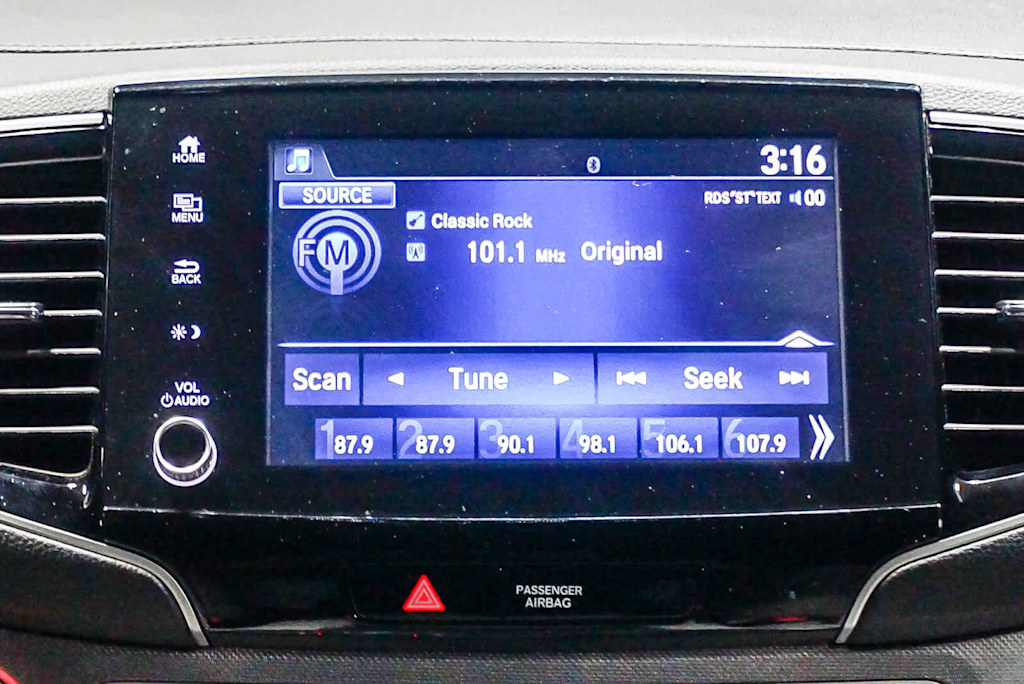 HOME
MENU
BACK
VOL
AUDIO
3:16
SOURCE
RDS "ST" TEXT 00
FM
Classic Rock
101.1 MHz Original
Scan Tune Seek
1 87.9 2 87.9 3 90.1 4 98.1 5 106.1 6 107.9
PASSENGER
AIRBAG